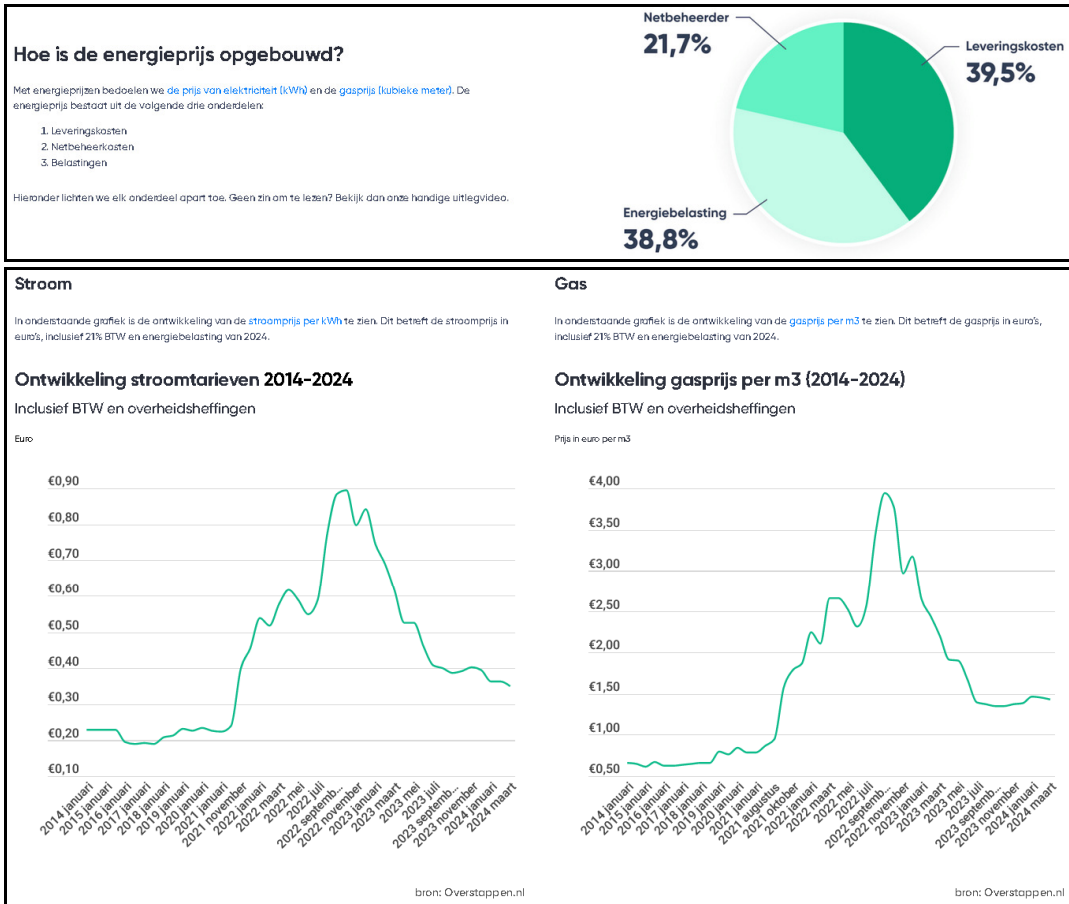 Hoe is de energieprijs opgebouwd?
Met energieprijzen bedoelen we de prijs van elektriciteit (kWh) en de gasprijs (kubieke meter). De
energieprijs bestaat uit de volgende drie onderdelen:
1. Leveringskosten
2. Netbeheerkosten
3. Belastingen
Hieronder lichten we elk onderdeel apart toe. Geen zin om te lezen? Bekijk dan onze handige uitlegvideo.
Netbeheerder
21,7%
Leveringskosten
39,5%
Energiebelasting
38,8%
Stroom
In onderstaande grafiek is de ontwikkeling van de stroomprijs per kWh te zien. Dit betreft de stroomprijs in
euro's, inclusief 21% BTW en energiebelasting van 2024.
Ontwikkeling stroomtarieven 2014-2024
Inclusief BTW en overheidsheffingen
Euro
€0,90
€0,80
€0,70
€0,60
€0,50
€0,40
€0,30
€0,20
€0,10
2014 januari
2015 januari
2016 januari
2017 januari
2018 januari
2019 januari
2020 januari
2021 januari
2021 november
2022 januari
2022 maart
2022 mei
2022 juli
2022 septemb...
2022 november
2023 januari
2023 maart
2023 mei
2023 juli
2023 septemb...
2023 november
2024 januari
2024 maart
bron: Overstappen.nl
Gas
In onderstaande grafiek is de ontwikkeling van de gasprijs per m3 te zien. Dit betreft de gasprijs in euro's,
inclusief 21% BTW en energiebelasting van 2024.
Ontwikkeling gasprijs per m3 (2014-2024)
Inclusief BTW en overheidsheffingen
Prijs in euro per m3
€4,00
€3,50
€3,00
€2,50
€2,00
€1,50
€1,00
€0,50
2014 januari
2015 januari
2016 januari
2017 januari
2018 januari
2019 januari
2020 januari
2021 januari
2021 augustus
2021 oktober
2022 januari
2022 maart
2022 mei
2022 juli
2022 septemb...
2022 november
2023 januari
2023 maart
2023 mei
2023 juli
2023 septemb...
2023 november
2024 januari
2024 maart
bron: Overstappen.nl